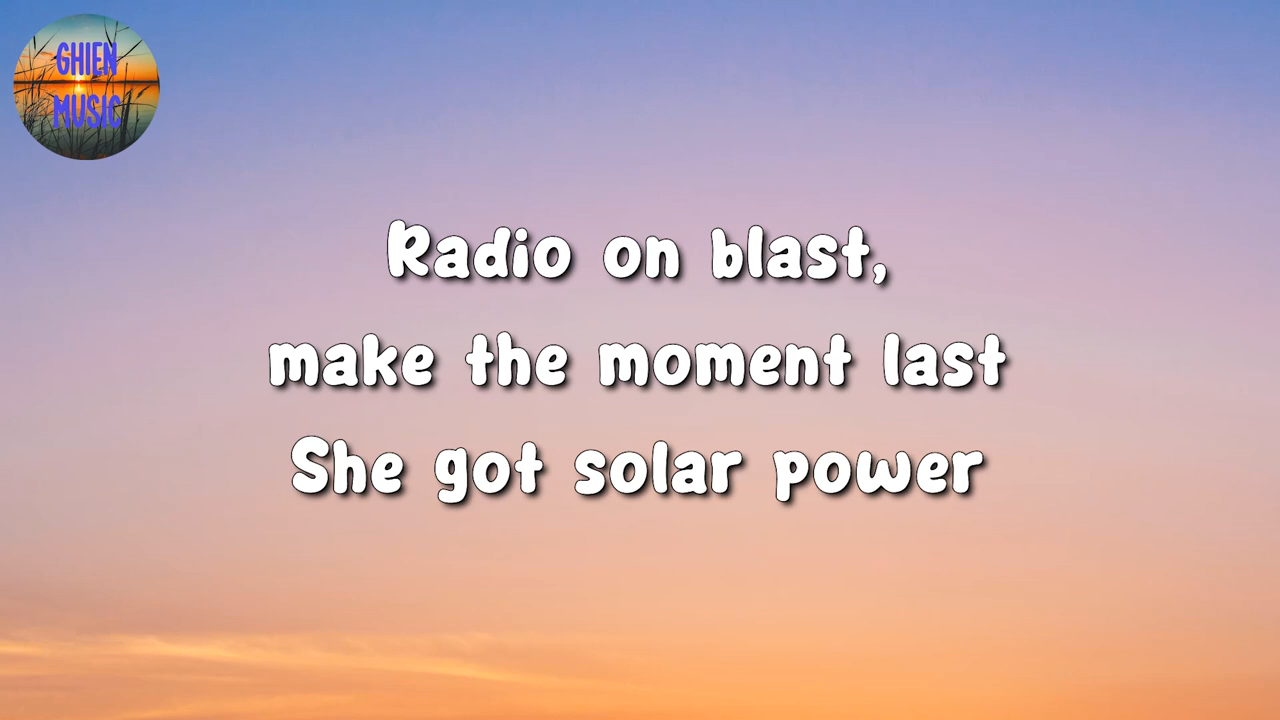 GHIEN
MUSIC
Radio on blast,
make the moment last
She got solar power